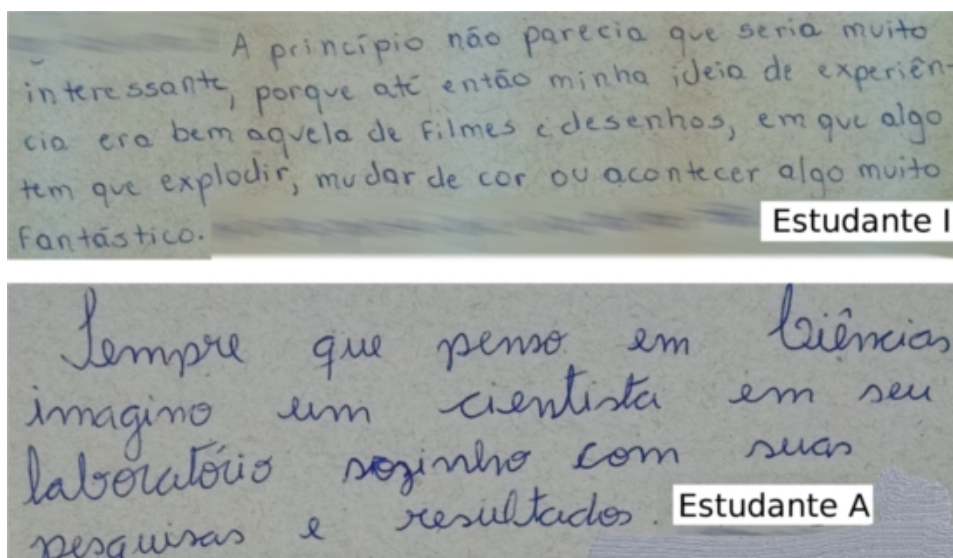 A princípio não parecia que seria muito
interessante, porque até então minha ideia de experiên-
cia era bem aquela de filmes e desenhos, em que algo
tem que explodir, mudar de cor ou acontecer algo muito
fantástico.
Estudante I
Sempre que penso em Ciências
imagino um cientista em seu
laboratório sozinho com suas
pesquisas e resultados.
Estudante A